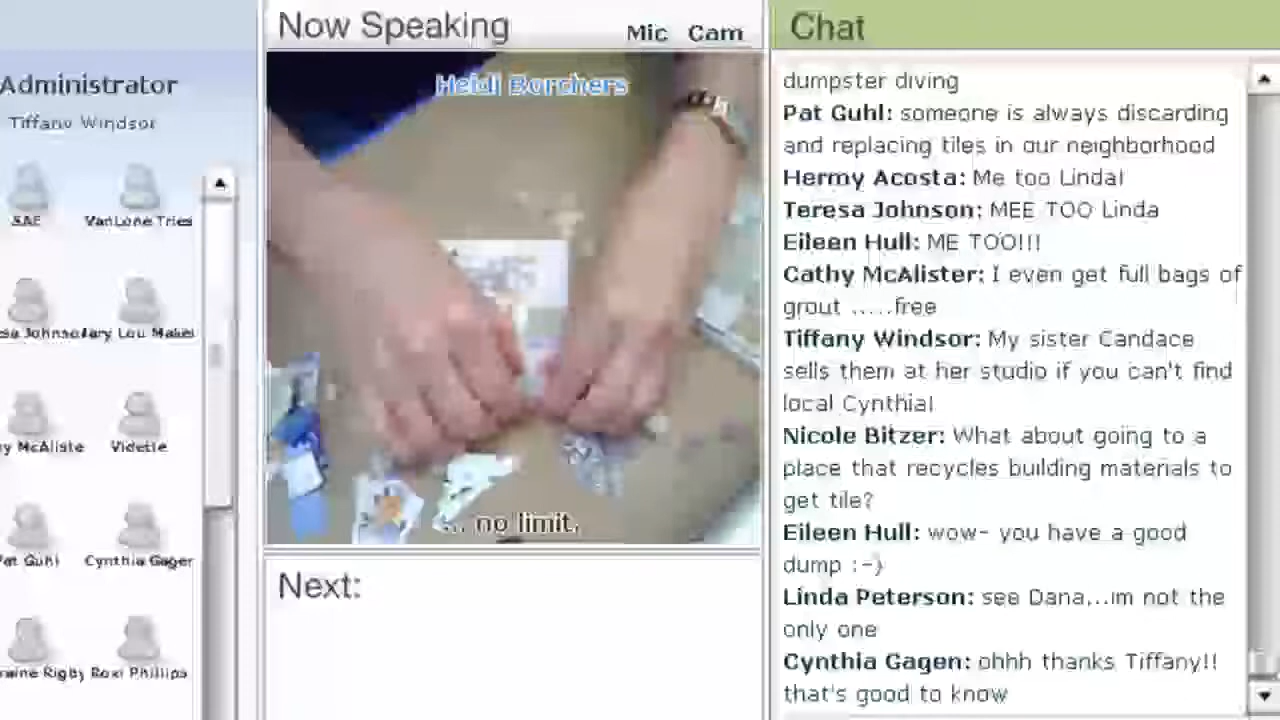 Administrator
Tiffany Windsor
SAE
VanLone Tries
Johnson
Mary Lou Makes
McAliste
Vidette
Pat Guhl
Cynthia Gager
Rigby
Roxi Phillips
Now Speaking
Mic Cam
Heidi Borchers
... no limit.
Next:
Chat
dumpster diving
Pat Guhl: someone is always discarding
and replacing tiles in our neighborhood
Hermy Acosta: Me too Linda!
Teresa Johnson: MEE TOO Linda
Eileen Hull: ME TOO!!!
Cathy McAlister: I even get full bags of
grout .....free
Tiffany Windsor: My sister Candace
sells them at her studio if you can't find
local Cynthia!
Nicole Bitzer: What about going to a
place that recycles building materials to
get tile?
Eileen Hull: wow- you have a good
dump :-)
Linda Peterson: see Dana...im not the
only one
Cynthia Gagen: ohhh thanks Tiffany!!
that's good to know